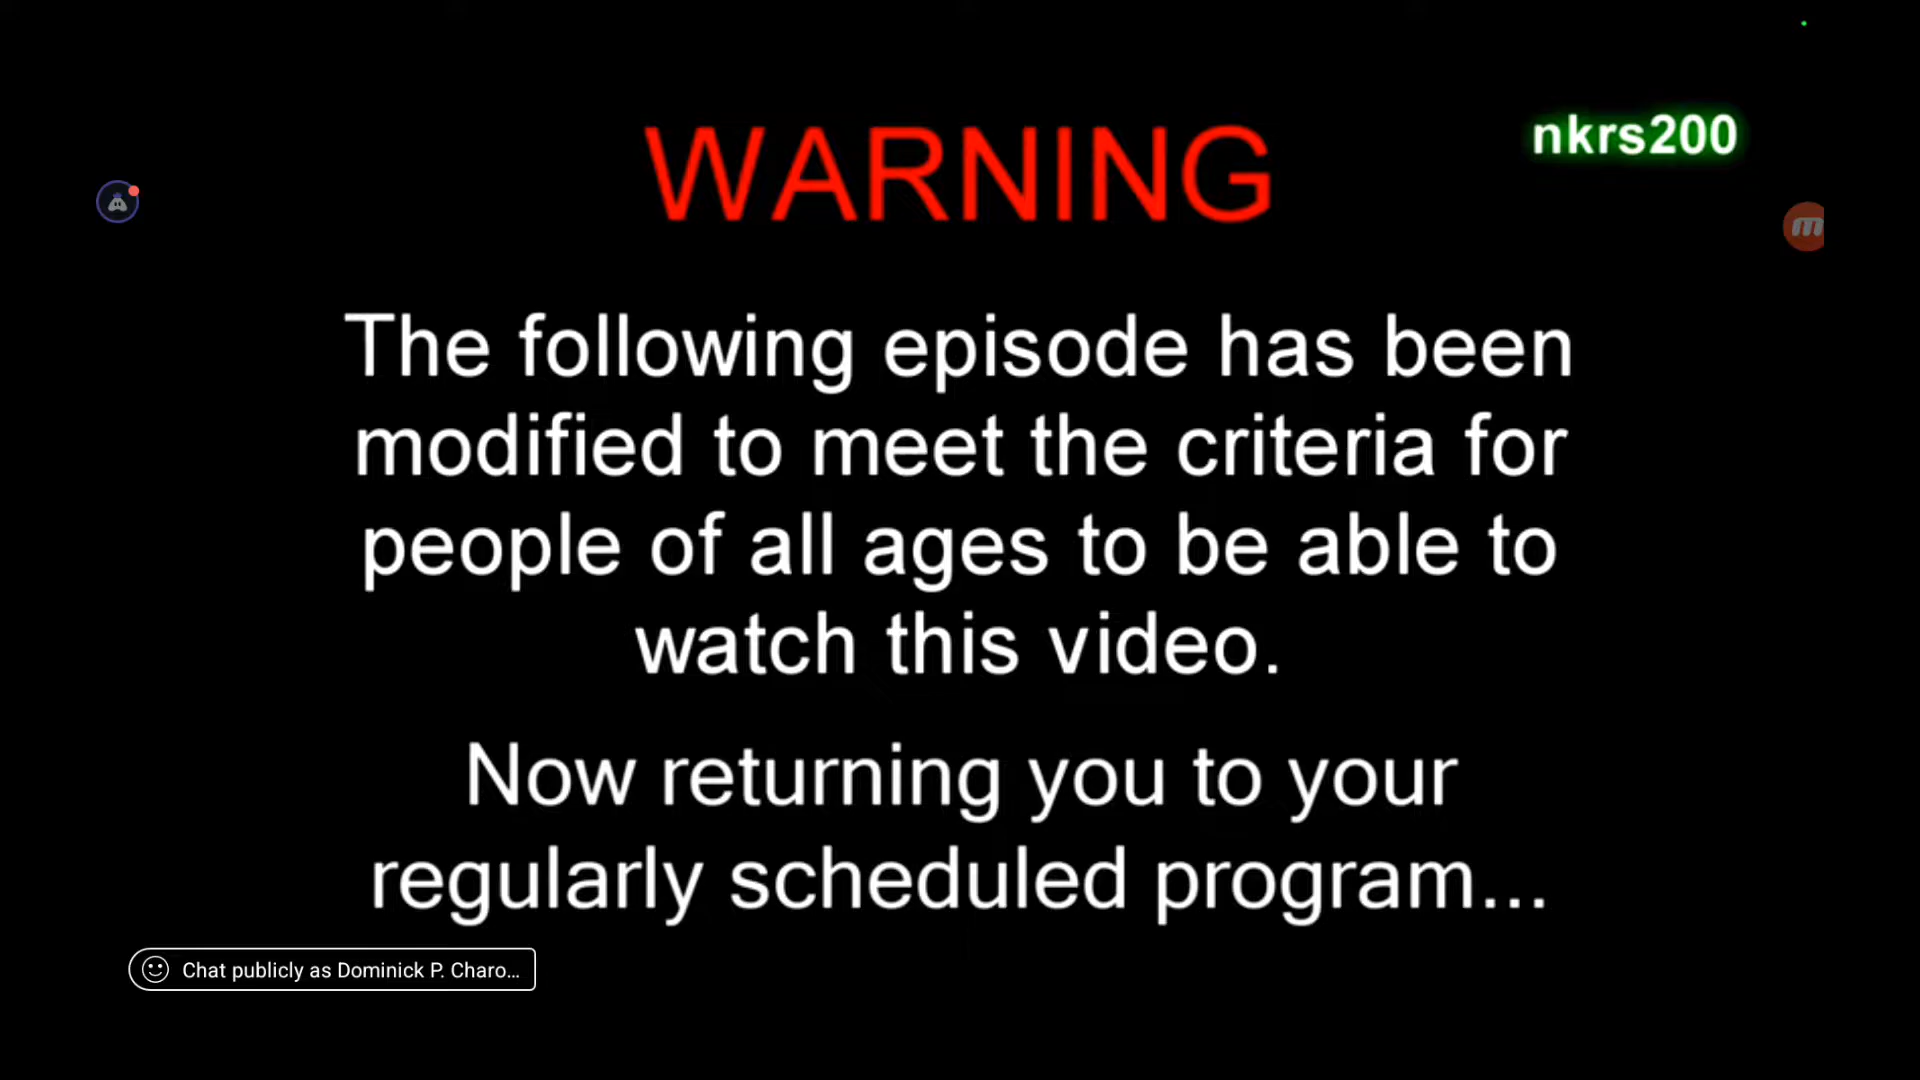 nkrs200
WARNING
The following episode has been
modified to meet the criteria for
people of all ages to be able to
watch this video.
Now returning you to your
regularly scheduled program...
Chat publicly as Dominick P. Charo...